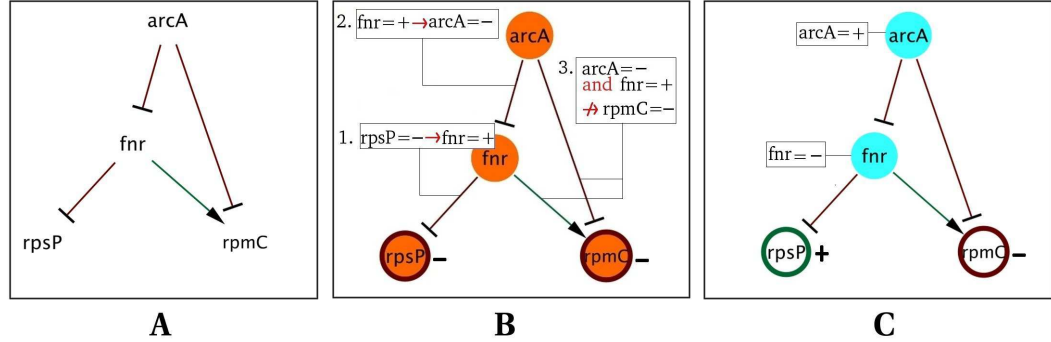 arcA
fnr
rpsP
rpmC
A
2. fnr=+→arcA=−
arcA
3. arcA=−
and fnr=+
↛ rpmC=−
1. rpsP=−→fnr=+
fnr
rpsP −
rpmC −
B
arcA=+
arcA
fnr=−
fnr
rpsP +
rpmC −
C